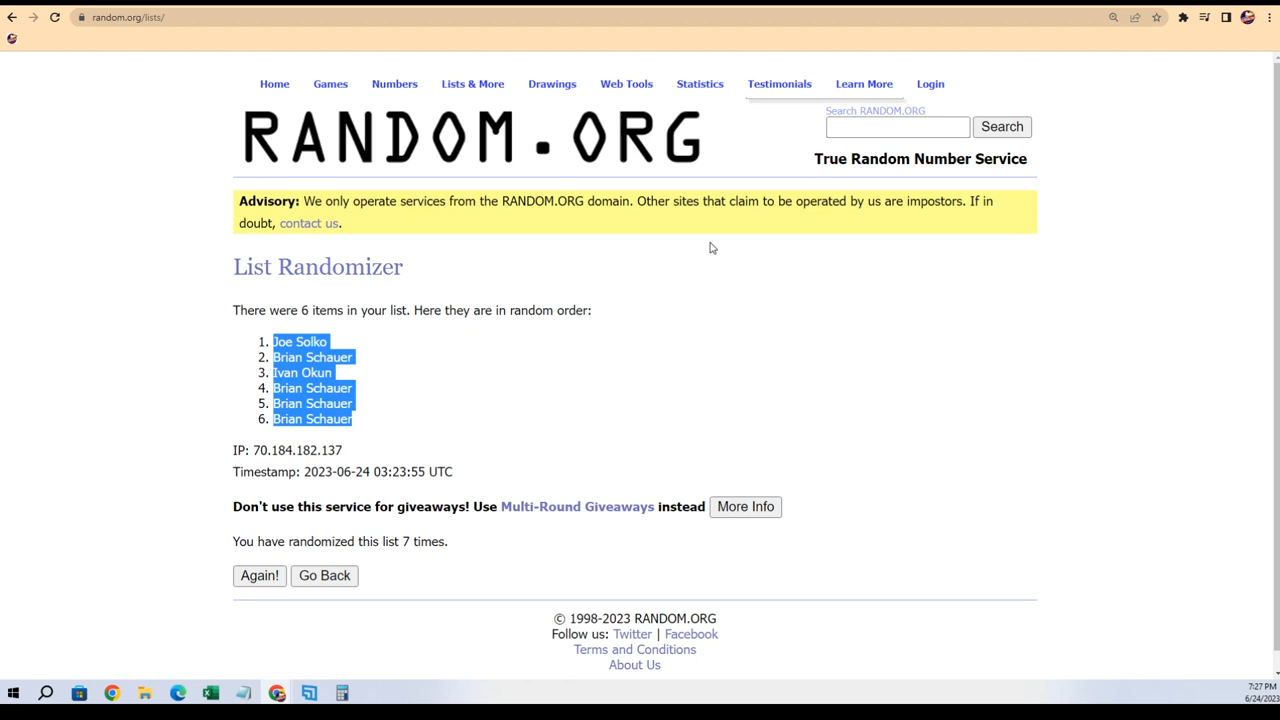 random.org/lists/
Home Games Numbers Lists & More Drawings Web Tools Statistics Testimonials Learn More Login
RANDOM.ORG
Search RANDOM.ORG
Search
True Random Number Service
Advisory: We only operate services from the RANDOM.ORG domain. Other sites that claim to be operated by us are impostors. If in
doubt, contact us.
List Randomizer
There were 6 items in your list. Here they are in random order:
1. Joe Solko
2. Brian Schauer
3. Ivan Okun
4. Brian Schauer
5. Brian Schauer
6. Brian Schauer
IP: 70.184.182.137
Timestamp: 2023-06-24 03:23:55 UTC
Don't use this service for giveaways! Use Multi-Round Giveaways instead More Info
You have randomized this list 7 times.
Again! Go Back
© 1998-2023 RANDOM.ORG
Follow us: Twitter | Facebook
Terms and Conditions
About Us
7:27 PM
6/24/2023